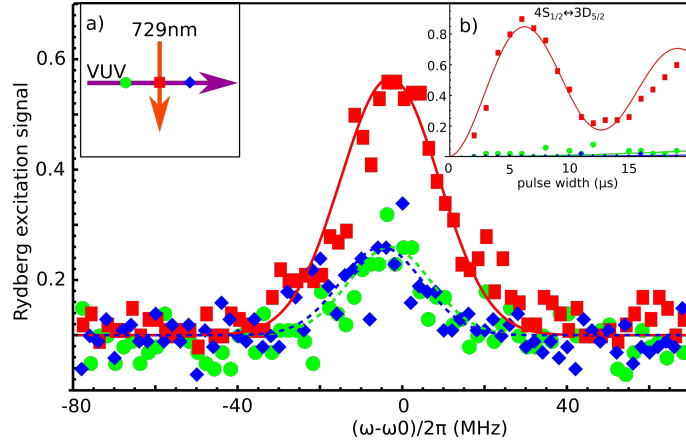 a)
729nm
VUV
b)
4S1/2↔3D5/2
0.8
0.6
0.4
0.2
0
5
10
15
pulse width (μs)
Rydberg excitation signal
0.6
0.4
0.2
-80
-40
0
40
(ω-ω0)/2π (MHz)